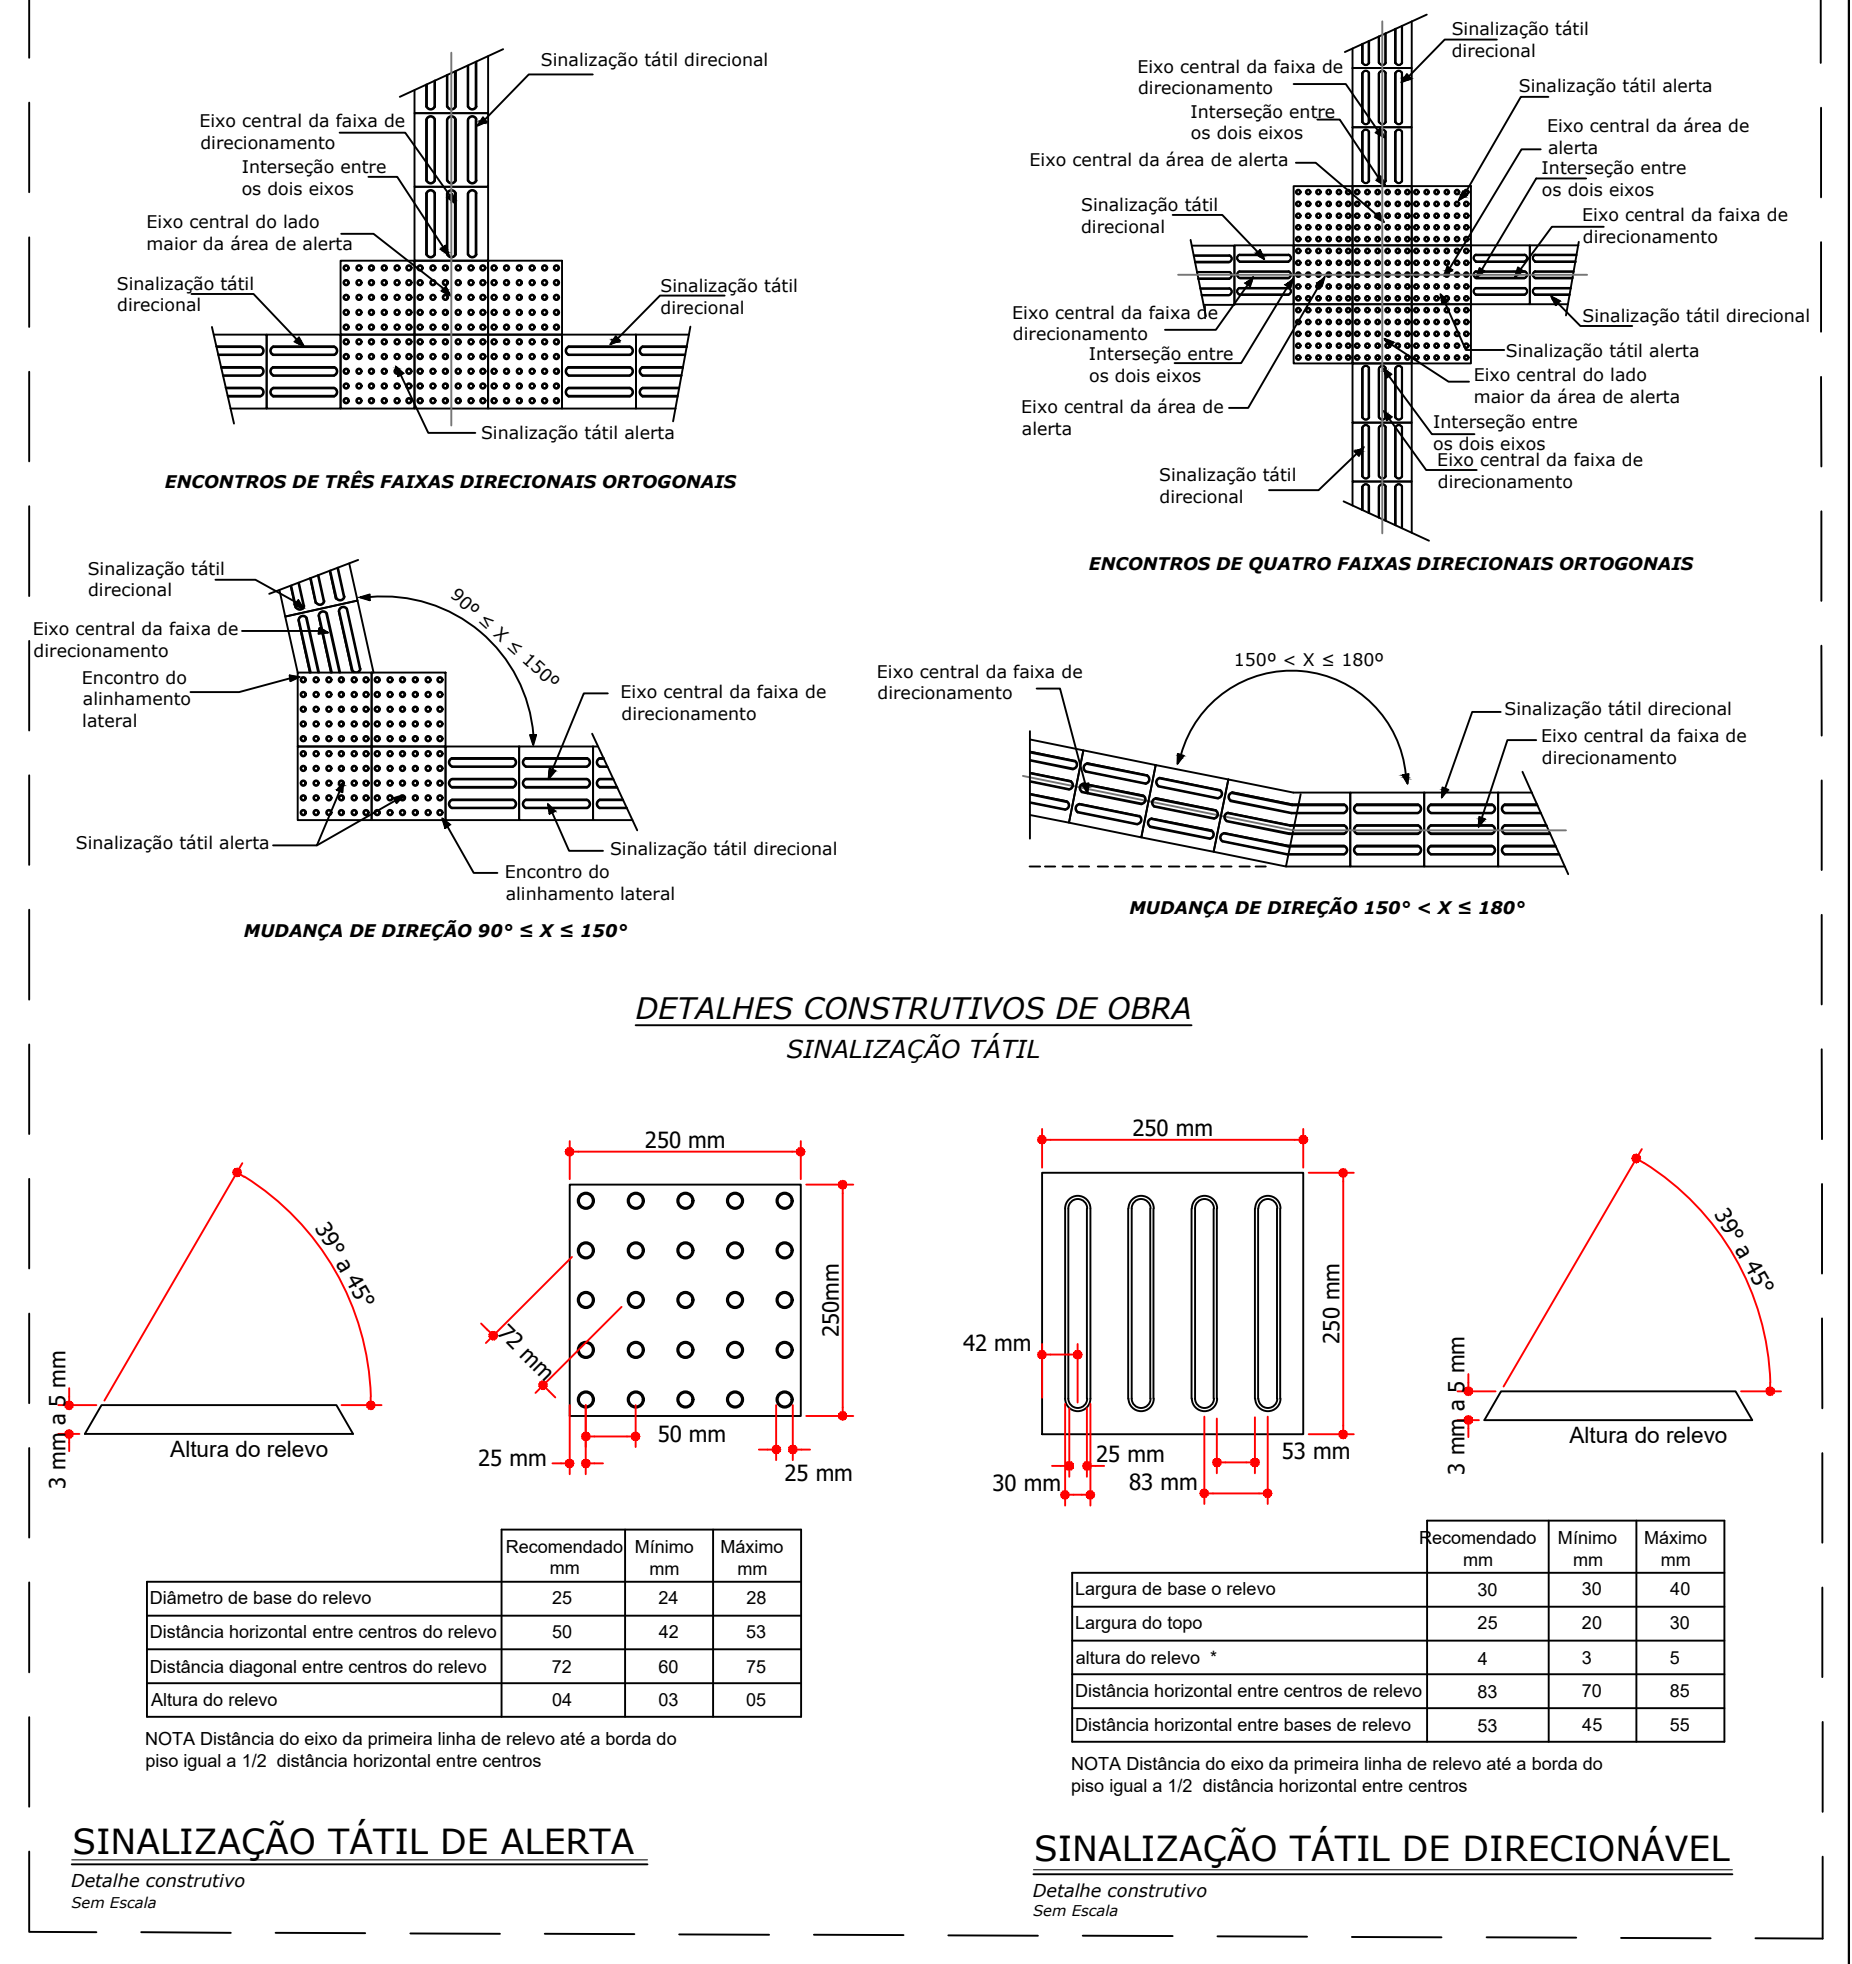 Sinalização tátil direcional
Eixo central da faixa de
direcionamento
Interseção entre
os dois eixos
Eixo central do lado
maior da área de alerta
Sinalização tátil
direcional
Sinalização tátil
direcional
Sinalização tátil alerta
ENCONTROS DE TRÊS FAIXAS DIRECIONAIS ORTOGONAIS
Sinalização tátil
direcional
Eixo central da faixa de
direcionamento
Sinalização tátil alerta
Interseção entre
os dois eixos
Eixo central da área de
alerta
Eixo central da área de alerta
Interseção entre
os dois eixos
Sinalização tátil
direcional
Eixo central da faixa de
direcionamento
Eixo central da faixa de
direcionamento
Sinalização tátil direcional
Interseção entre
os dois eixos
Sinalização tátil alerta
Eixo central do lado
maior da área de alerta
Eixo central da área de
alerta
Interseção entre
os dois eixos
Eixo central da faixa de
direcionamento
Sinalização tátil
direcional
ENCONTROS DE QUATRO FAIXAS DIRECIONAIS ORTOGONAIS
Sinalização tátil
direcional
90º ≤ X ≤ 150º
Eixo central da faixa de
direcionamento
Encontro do
alinhamento
lateral
Eixo central da faixa de
direcionamento
Sinalização tátil alerta
Sinalização tátil direcional
Encontro do
alinhamento lateral
MUDANÇA DE DIREÇÃO 90° ≤ X ≤ 150°
150º < X ≤ 180º
Eixo central da faixa de
direcionamento
Sinalização tátil direcional
Eixo central da faixa de
direcionamento
MUDANÇA DE DIREÇÃO 150° < X ≤ 180°
DETALHES CONSTRUTIVOS DE OBRA
SINALIZAÇÃO TÁTIL
39º a 45º
3 mm a 5 mm
Altura do relevo
250 mm
250mm
72 mm
50 mm
25 mm
25 mm
250 mm
250 mm
42 mm
25 mm
53 mm
30 mm
83 mm
39º a 45º
3 mm a 5 mm
Altura do relevo
Recomendado mm Mínimo mm Máximo mm
Diâmetro de base do relevo 25 24 28
Distância horizontal entre centros do relevo 50 42 53
Distância diagonal entre centros do relevo 72 60 75
Altura do relevo 04 03 05
NOTA Distância do eixo da primeira linha de relevo até a borda do
piso igual a 1/2 distância horizontal entre centros
SINALIZAÇÃO TÁTIL DE ALERTA
Detalhe construtivo
Sem Escala
Recomendado mm Mínimo mm Máximo mm
Largura de base o relevo 30 30 40
Largura do topo 25 20 30
altura do relevo * 4 3 5
Distância horizontal entre centros de relevo 83 70 85
Distância horizontal entre bases de relevo 53 45 55
NOTA Distância do eixo da primeira linha de relevo até a borda do
piso igual a 1/2 distância horizontal entre centros
SINALIZAÇÃO TÁTIL DE DIRECIONÁVEL
Detalhe construtivo
Sem Escala